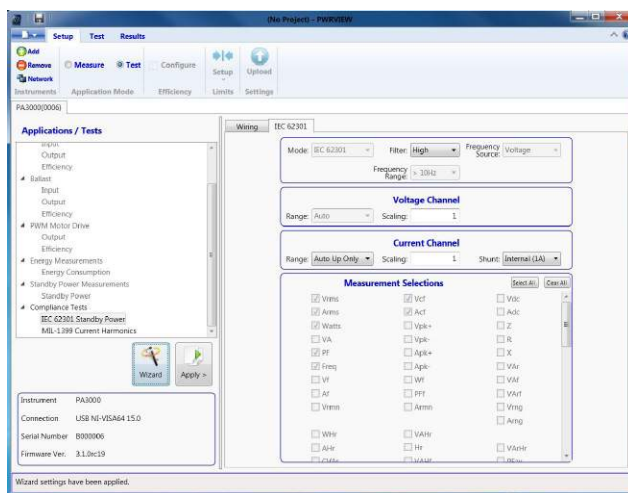 (No Project) - PWRVIEW
Setup Test Results
Add
Remove
Network
Measure Test
Configure
Setup
Upload
Instruments Application Mode Efficiency Limits Settings
PA3000(0006)
Applications / Tests
Input
Output
Efficiency
Ballast
Input
Output
Efficiency
PWM Motor Drive
Output
Efficiency
Energy Measurements
Energy Consumption
Standby Power Measurements
Standby Power
Compliance Tests
IEC 62301 Standby Power
MIL-1399 Current Harmonics
Wizard
Apply >
Instrument PA3000
Connection USB NI-VISA64 15.0
Serial Number B000006
Firmware Ver. 3.1.0rc19
Wiring IEC 62301
Mode: IEC 62301 Filter: High Frequency Source: Voltage
Frequency Range: > 10Hz
Voltage Channel
Range: Auto Scaling: 1
Current Channel
Range: Auto Up Only Scaling: 1 Shunt: Internal (1A)
Measurement Selections Select All Clear All
Vrms Vcf Vdc
Arms Acf Adc
Watts Vpk+ Z
VA Vpk- R
PF Apk+ X
Freq Apk- VAr
Vf Wf VAf
Af PFf VArf
Vrmn Armn Vrng
Arng
WHr VAHr
AHr Hr VArHr
Wizard settings have been applied.